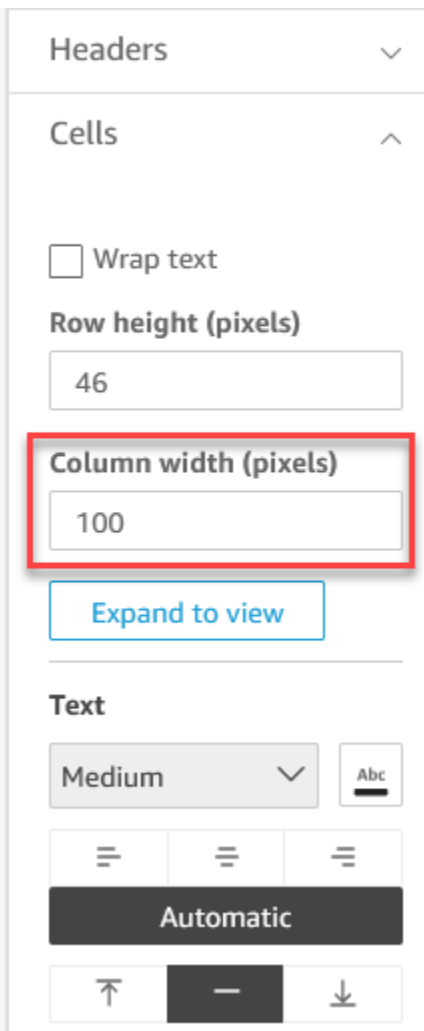 Headers
Cells
Wrap text
Row height (pixels)
46
Column width (pixels)
100
Expand to view
Text
Medium
Abc
Automatic